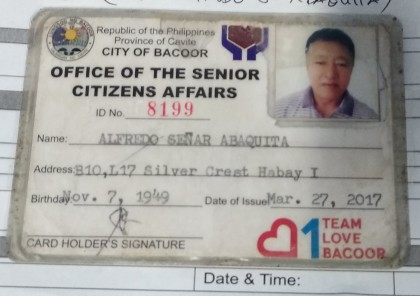 Republic of the Philippines
Province of Cavite
CITY OF BACOOR
OFFICE OF THE SENIOR
CITIZENS AFFAIRS
ID No. 8199
Name: ALFREDO SEÑAR ABAQUITA
Address: B10,L17 Silver Crest Habay I
Birthday Nov. 7, 1949 Date of Issue Mar. 27, 2017
CARD HOLDER'S SIGNATURE
1 TEAM
LOVE
BACOOR
Date & Time: